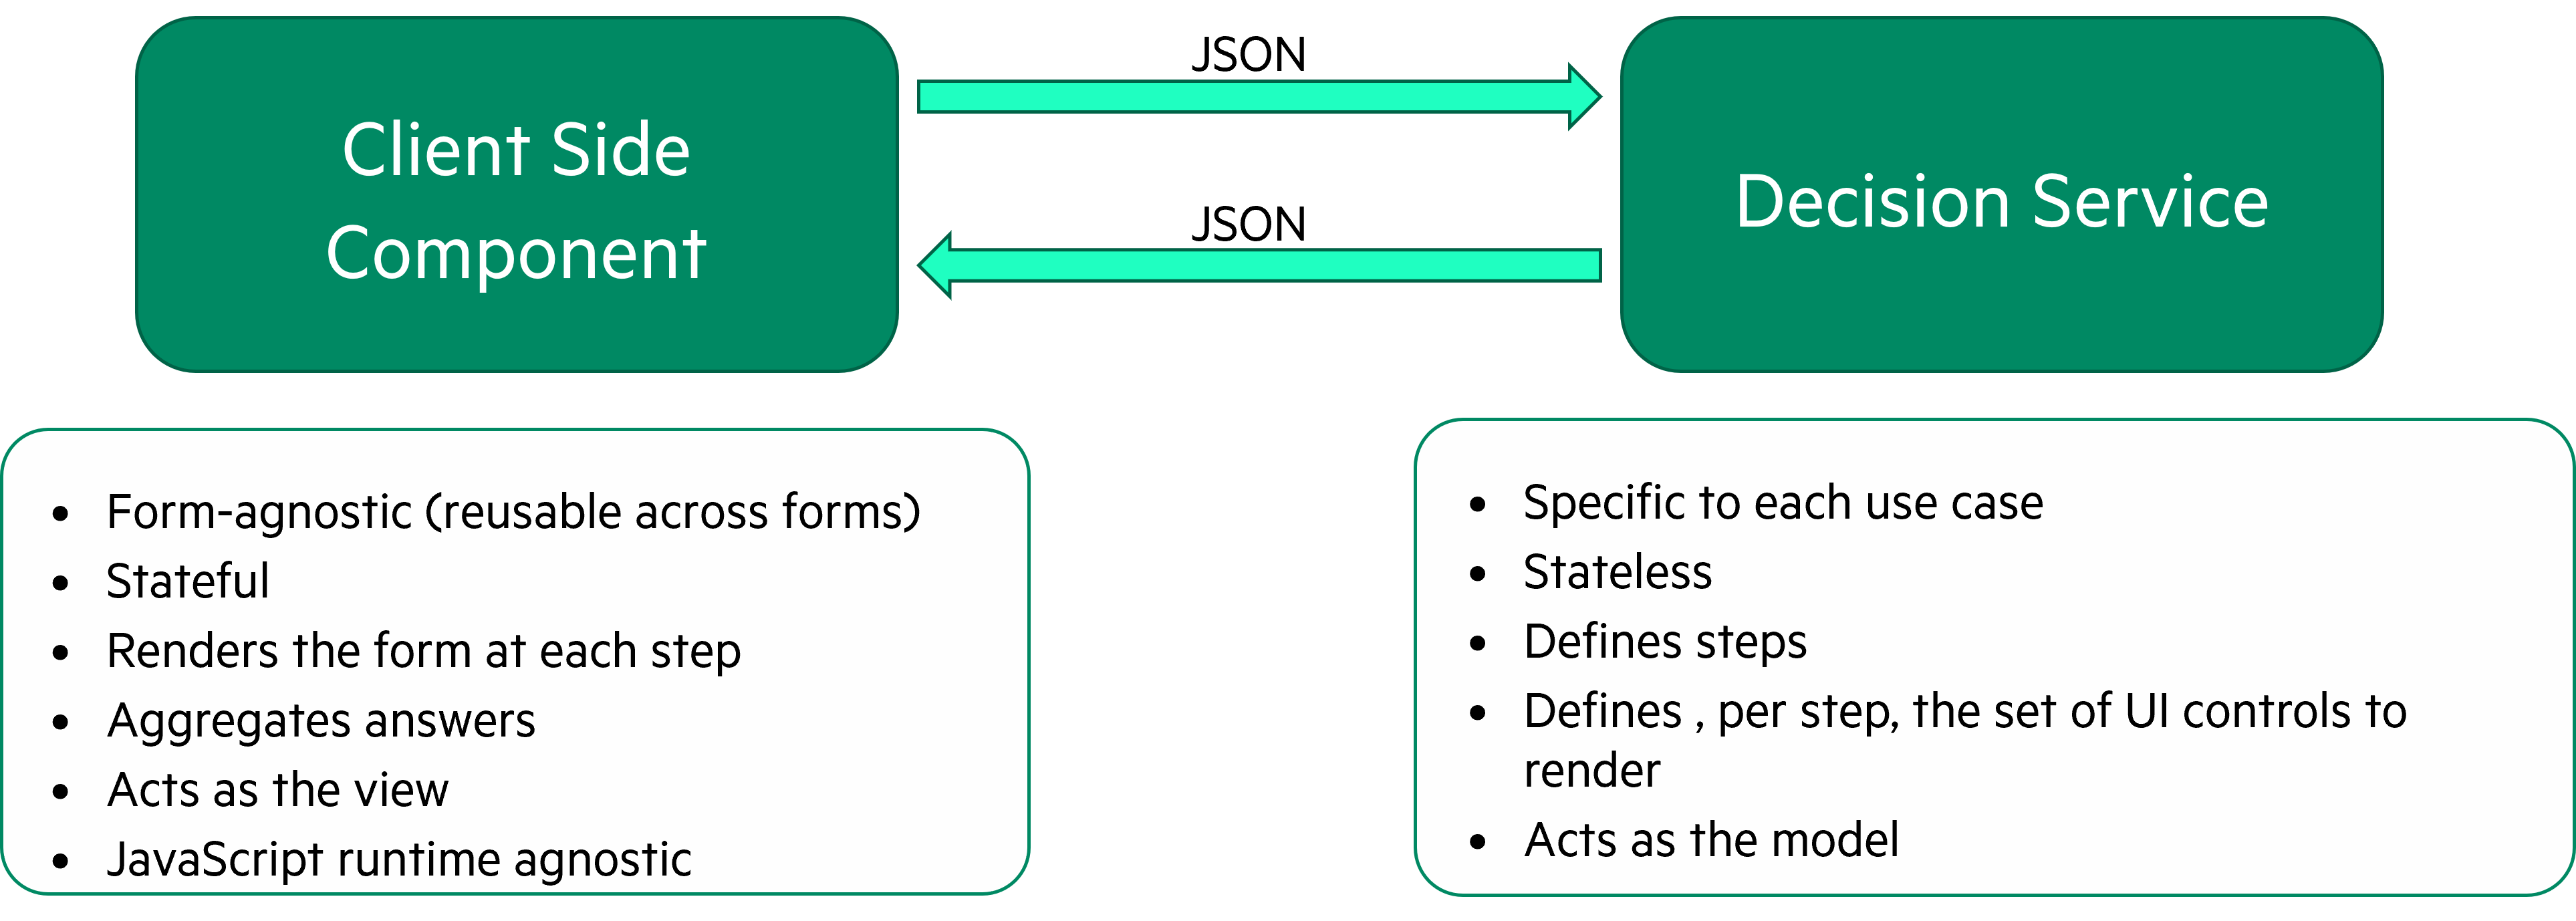 Client Side
Component
JSON
JSON
Decision Service
• Form-agnostic (reusable across forms)
• Stateful
• Renders the form at each step
• Aggregates answers
• Acts as the view
• JavaScript runtime agnostic
• Specific to each use case
• Stateless
• Defines steps
• Defines , per step, the set of UI controls to
render
• Acts as the model